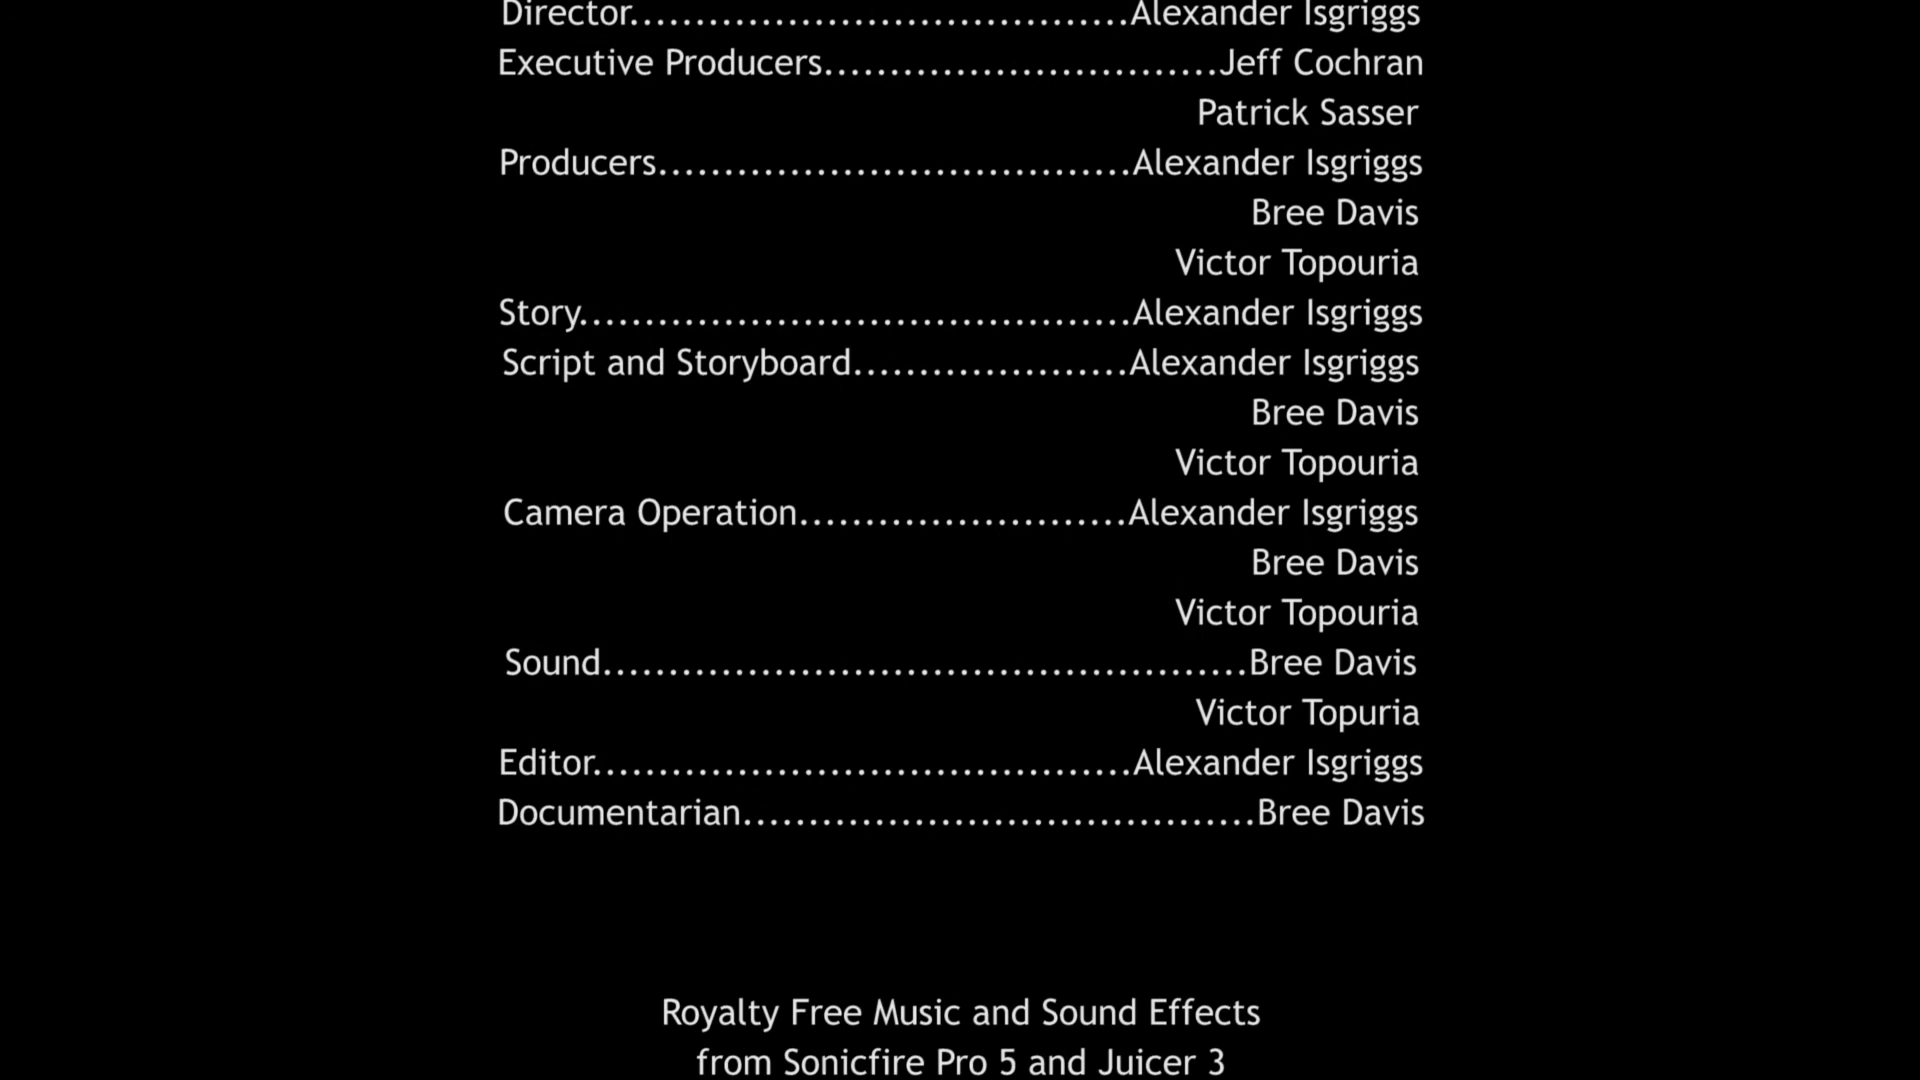 Director......................................Alexander Isgriggs
Executive Producers..............................Jeff Cochran
Patrick Sasser
Producers....................................Alexander Isgriggs
Bree Davis
Victor Topouria
Story..........................................Alexander Isgriggs
Script and Storyboard.....................Alexander Isgriggs
Bree Davis
Victor Topouria
Camera Operation.........................Alexander Isgriggs
Bree Davis
Victor Topouria
Sound.................................................Bree Davis
Victor Topuria
Editor.........................................Alexander Isgriggs
Documentarian.......................................Bree Davis
Royalty Free Music and Sound Effects
from Sonicfire Pro 5 and Juicer 3